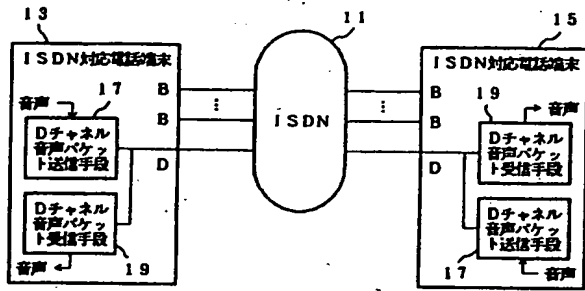 13
11
15
ISDN対応電話端末
ISDN対応電話端末
音声
17
Dチャネル
音声パケッ
ト送信手段
Dチャネル
音声パケッ
ト受信手段
音声
19
B
⋮
B
D
ISDN
⋮
B
B
D
19
音声
Dチャネル
音声パケッ
ト受信手段
Dチャネル
音声パケッ
ト送信手段
17
音声